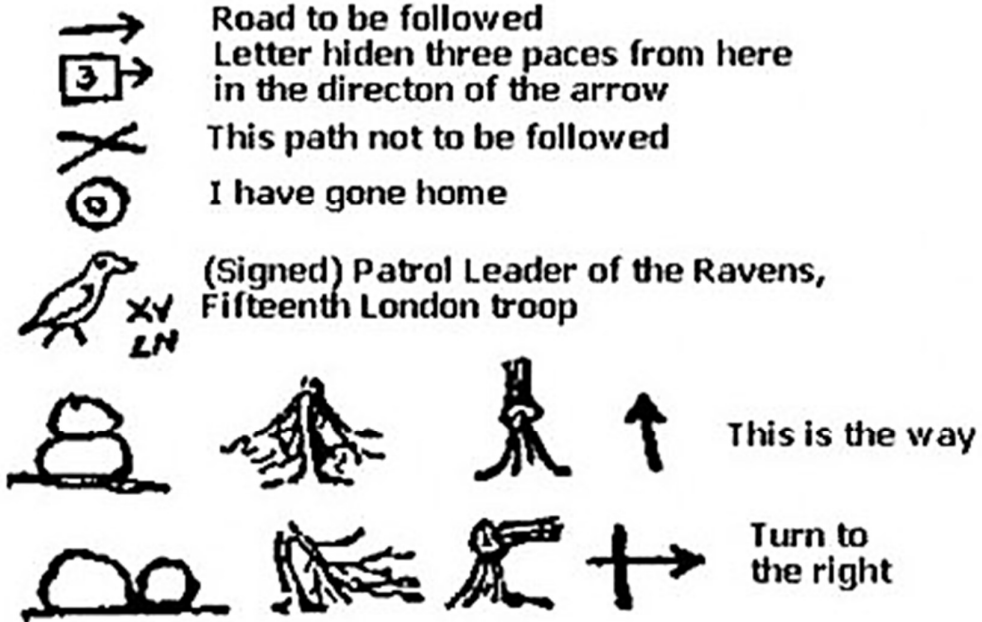 Road to be followed
3
Letter hiden three paces from here
in the directon of the arrow
This path not to be followed
I have gone home
(Signed) Patrol Leader of the Ravens,
XV
Fifteenth London troop
LN
This is the way
Turn to
the right